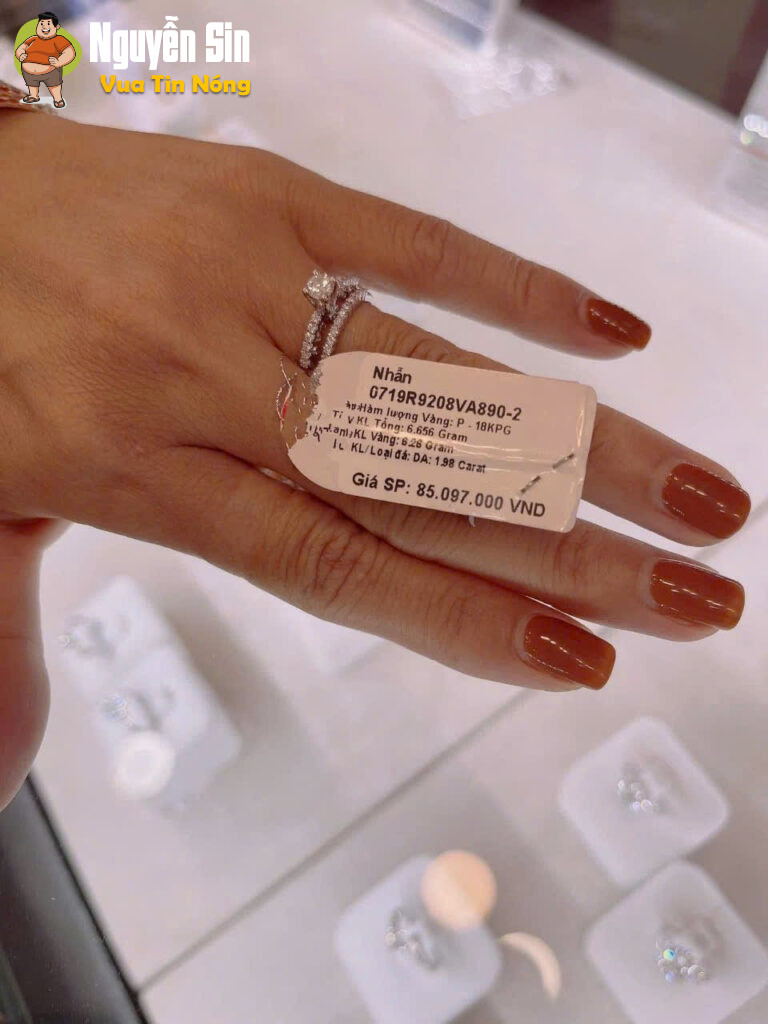 Nguyễn Sin
Vua Tin Nóng
Nhẫn
0719R9208VA890-2
Hàm lượng Vàng: P - 18KPG
KL Tổng: 6.656 Gram
KL Vàng: 6.26 Gram
KL/Loại đá: DA: 1.98 Carat
Giá SP: 85.097.000 VND